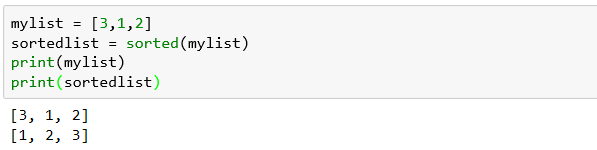 mylist = [3,1,2]
sortedlist = sorted(mylist)
print(mylist)
print(sortedlist)
[3, 1, 2]
[1, 2, 3]